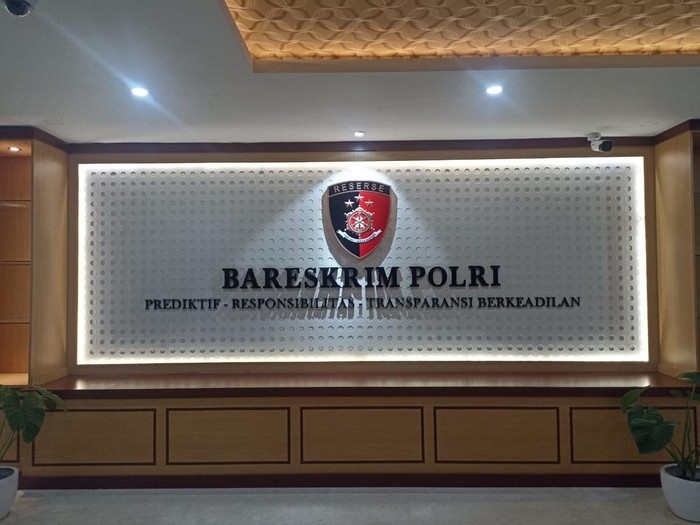 RESERSE
BARESKRIM POLRI
PREDIKTIF - RESPONSIBILITAS - TRANSPARANSI BERKEADILAN